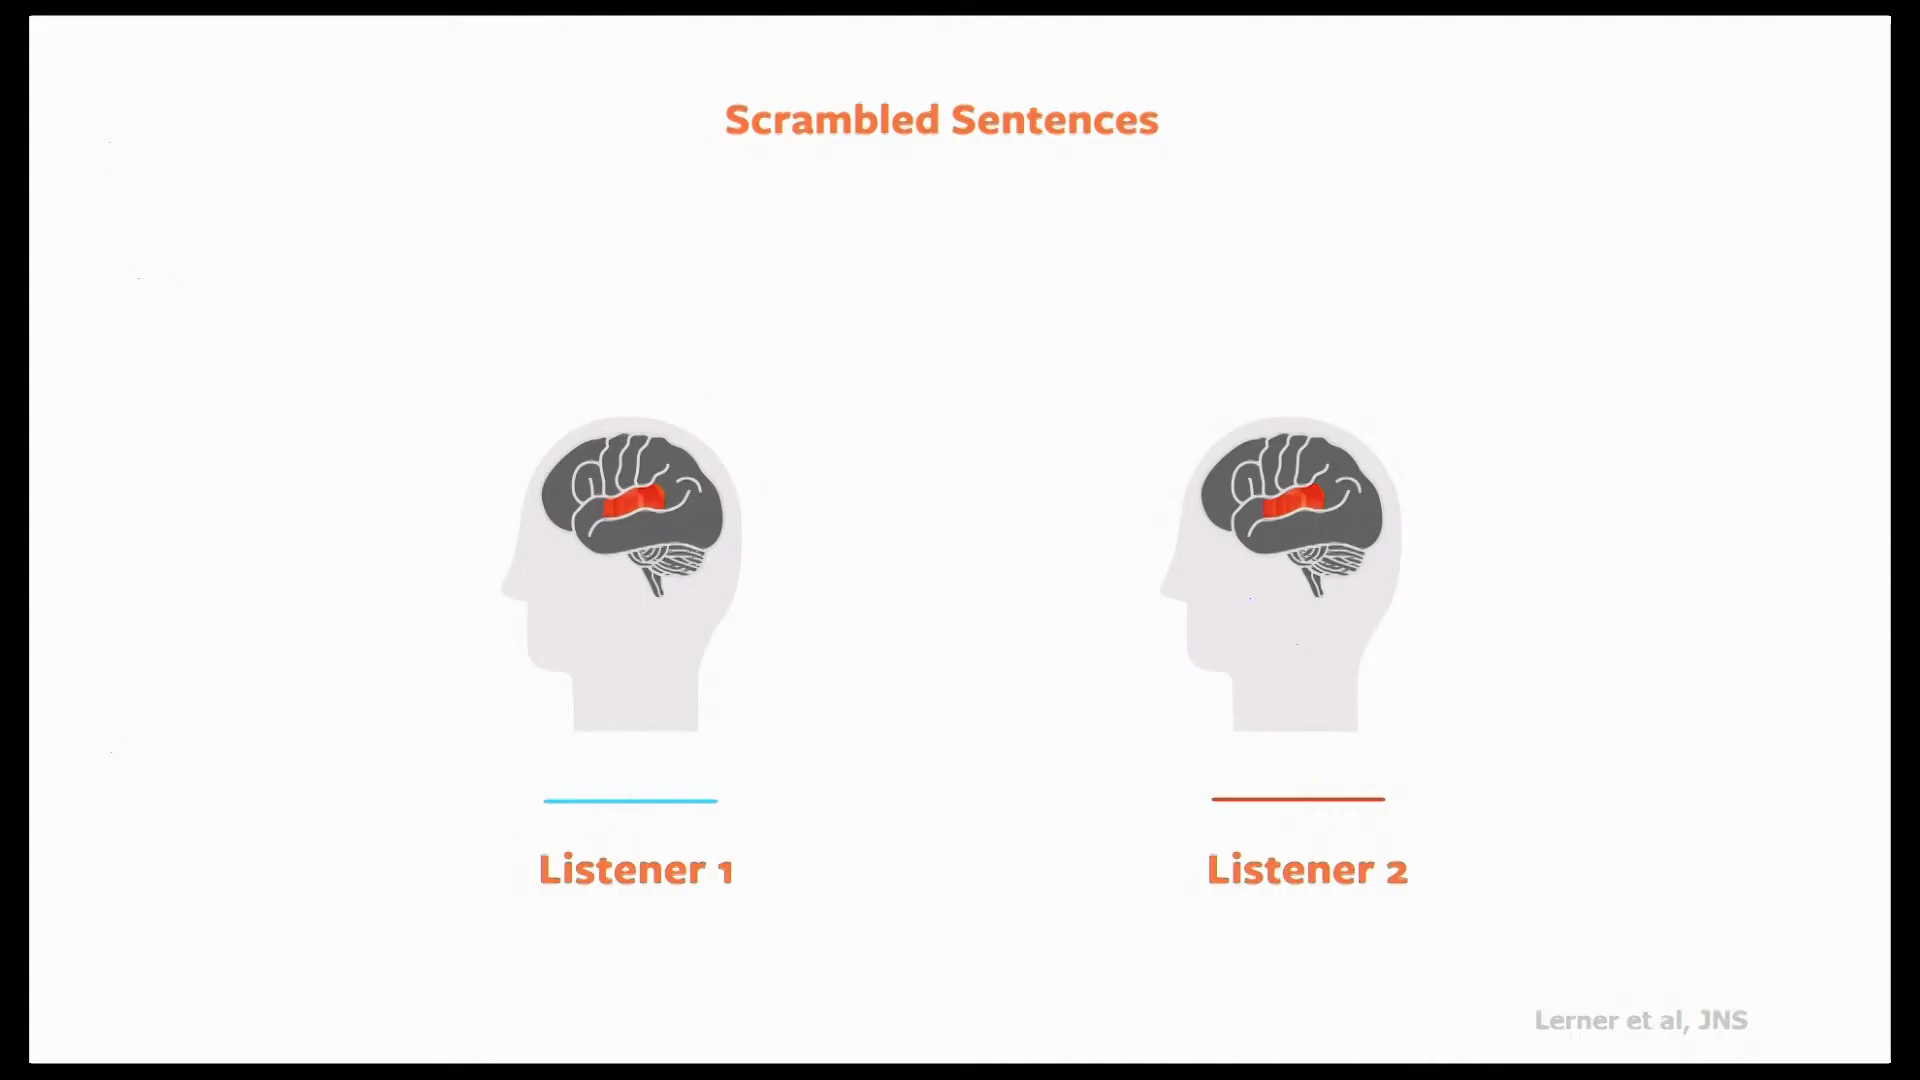 Scrambled Sentences
Listener 1
Listener 2
Lerner et al, JNS